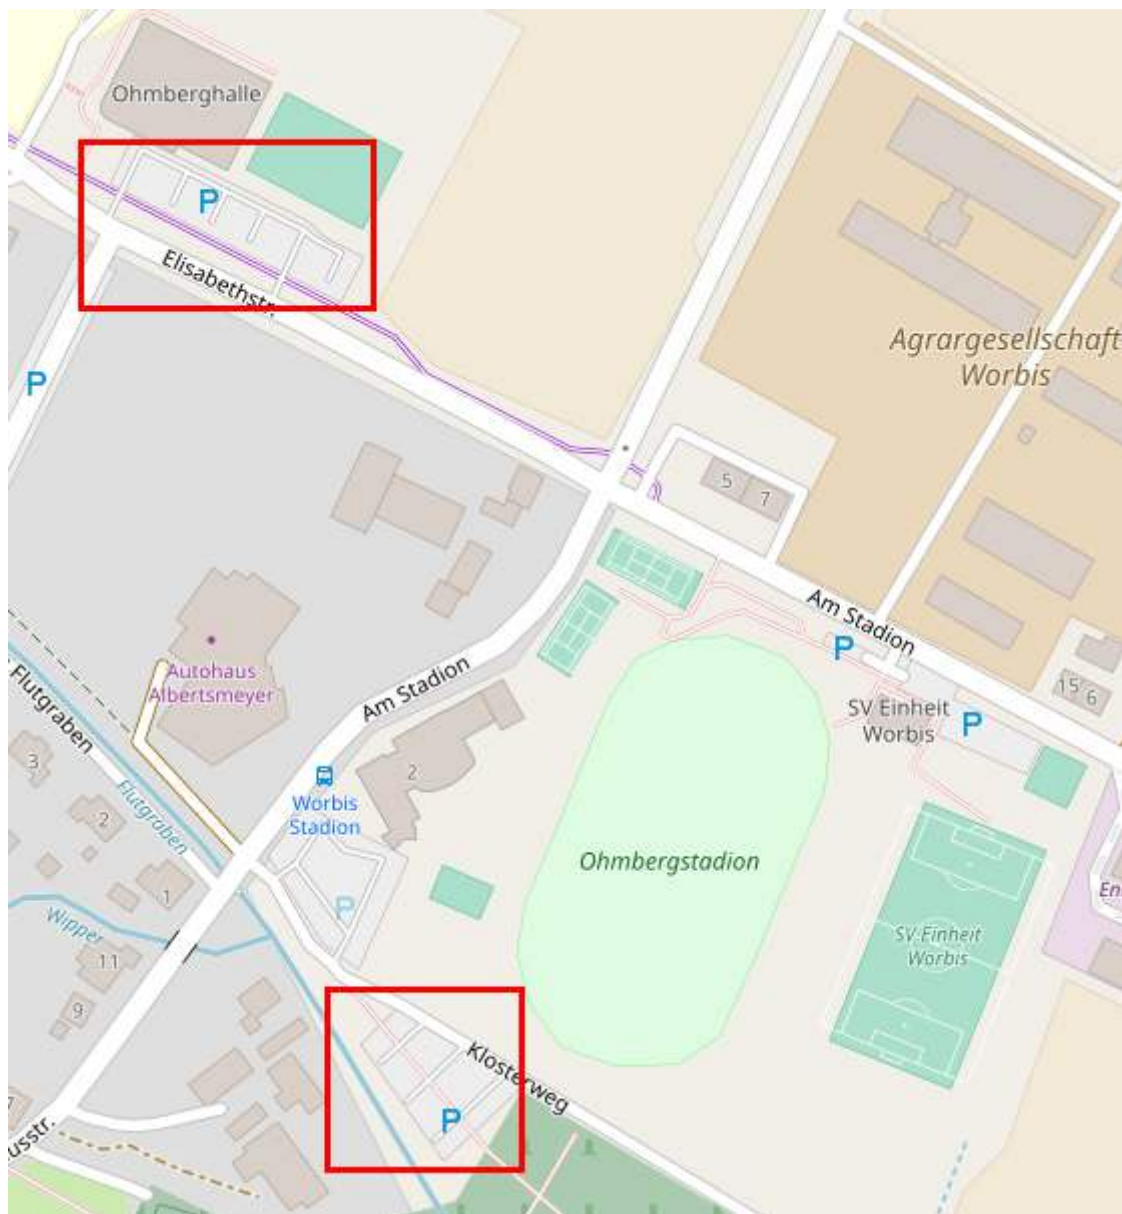 Ohmberghalle
P
Elisabethstr.
P
Agrargesellschaft
Worbis
5
7
Am Stadion
P
15
6
SV Einheit
Worbis
P
Autohaus
Albertsmeyer
Am Stadion
Flutgraben
3
2
Flutgraben
1
Worbis
Stadion
2
P
Ohmbergstadion
SV Einheit
Worbis
Wipper
11
9
Klosterweg
P
usstr.